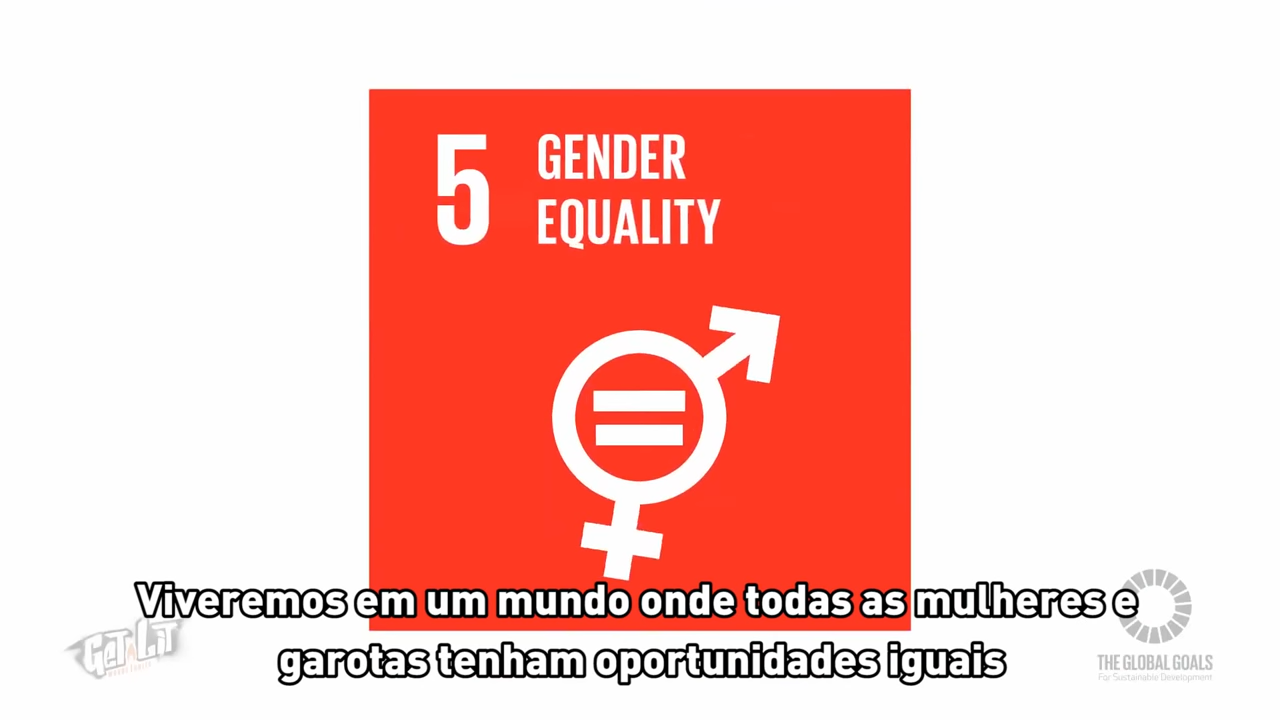 5 GENDER
EQUALITY
Viveremos em um mundo onde todas as mulheres e
garotas tenham oportunidades iguais
GET LIT
THE GLOBAL GOALS
For Sustainable Development